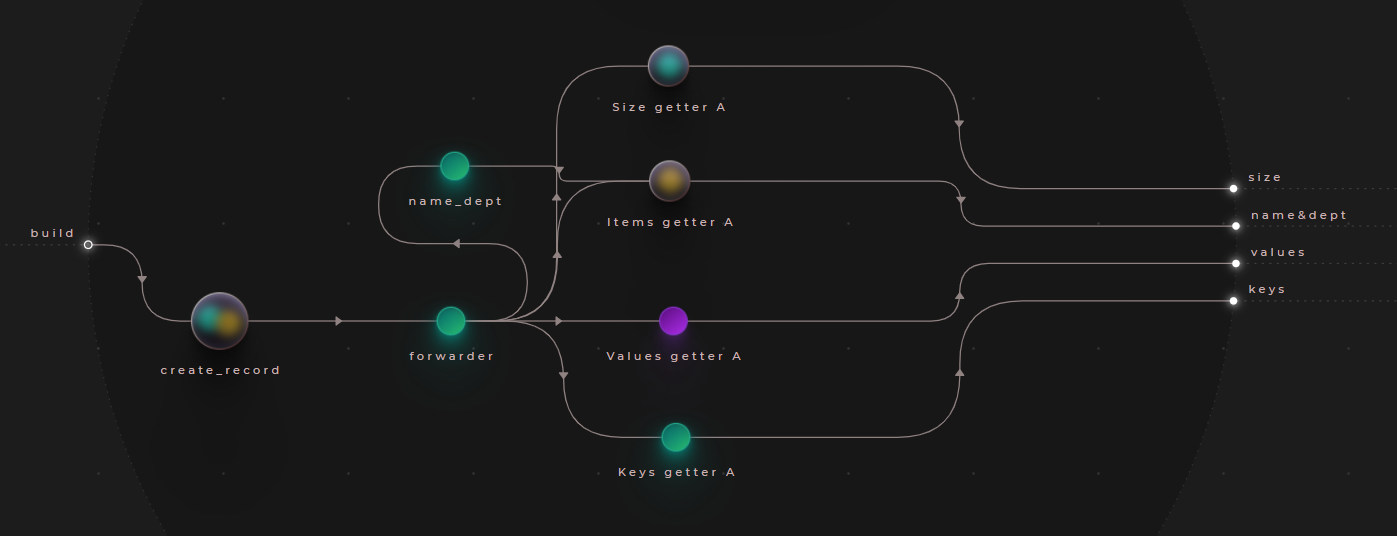 Size getter A
size
name_dept
Items getter A
name&dept
build
values
keys
forwarder
Values getter A
create_record
Keys getter A